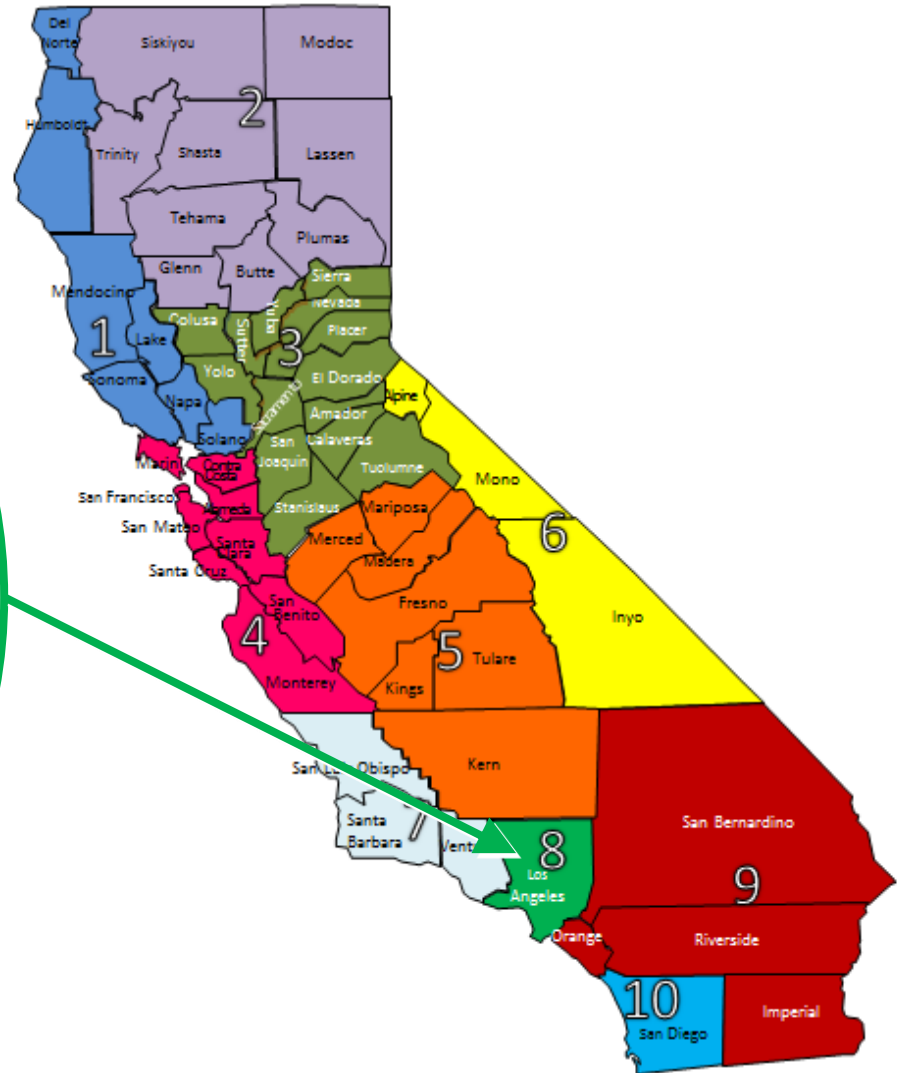 Del
Norte
Siskiyou
Modoc
2
Humboldt
Trinity
Shasta
Lassen
Tehama
Plumas
Glenn
Butte
Sierra
Mendocino
Nevada
Colusa
Sutter
Yuba
Placer
1
Lake
3
Yolo
El Dorado
Sonoma
Napa
Sacramento
Alpine
Amador
Solano
San
Joaquin
Calaveras
Marin
Contra
Costa
Tuolumne
Mono
San Francisco
Alameda
Stanislaus
Mariposa
San Mateo
Santa
Clara
Merced
6
Santa Cruz
Madera
San
Benito
Fresno
Inyo
4
5
Tulare
Monterey
Kings
San Luis Obispo
Kern
Santa
Barbara
7
Vent
8
San Bernardino
Los
Angeles
9
Orange
Riverside
10
San Diego
Imperial